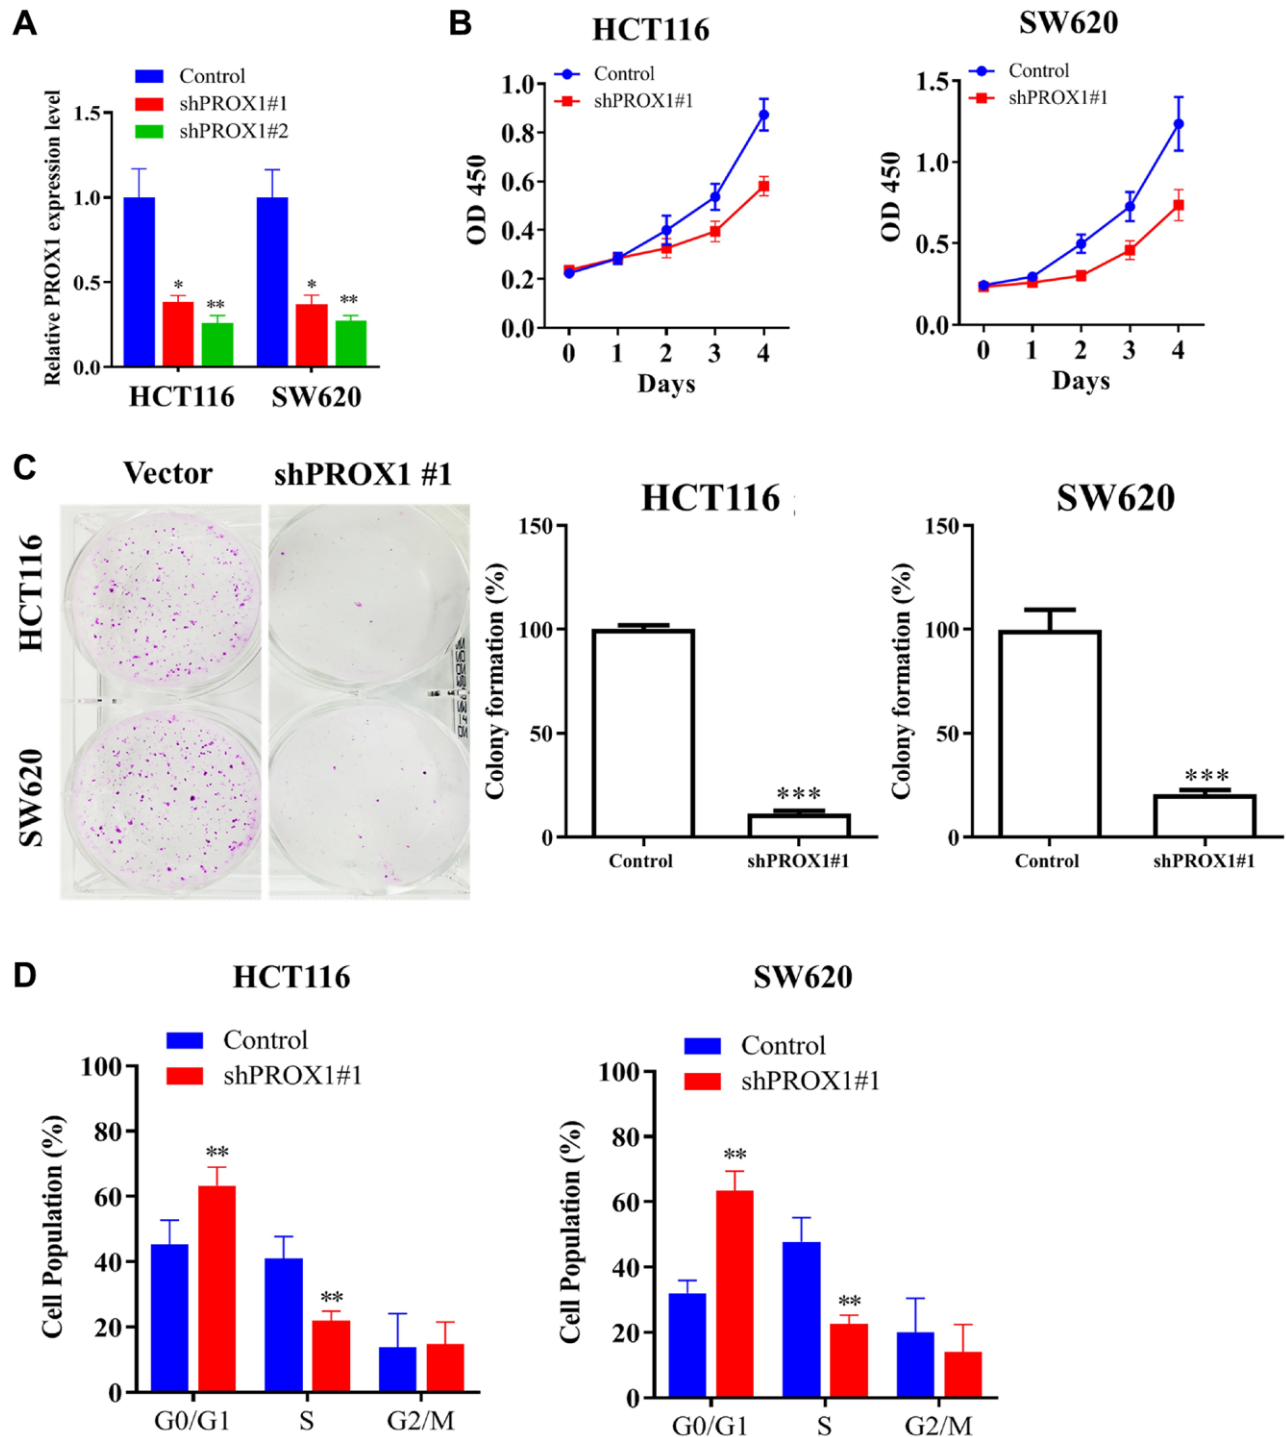 A
Control
shPROX1#1
shPROX1#2
Relative PROX1 expression level
1.5
1.0
0.5
0.0
*
**
*
**
HCT116
SW620
B
HCT116
Control
shPROX1#1
OD 450
1.0
0.8
0.6
0.4
0.2
0.0
0 1 2 3 4
Days
SW620
Control
shPROX1#1
OD 450
1.5
1.0
0.5
0.0
0 1 2 3 4
Days
C
Vector
shPROX1 #1
HCT116
SW620
HCT116
Colony formation (%)
150
100
50
0
***
Control
shPROX1#1
SW620
Colony formation (%)
150
100
50
0
***
Control
shPROX1#1
D
HCT116
Control
shPROX1#1
Cell Population (%)
100
80
60
40
20
0
**
**
G0/G1
S
G2/M
SW620
Control
shPROX1#1
Cell Population (%)
100
80
60
40
20
0
**
**
G0/G1
S
G2/M